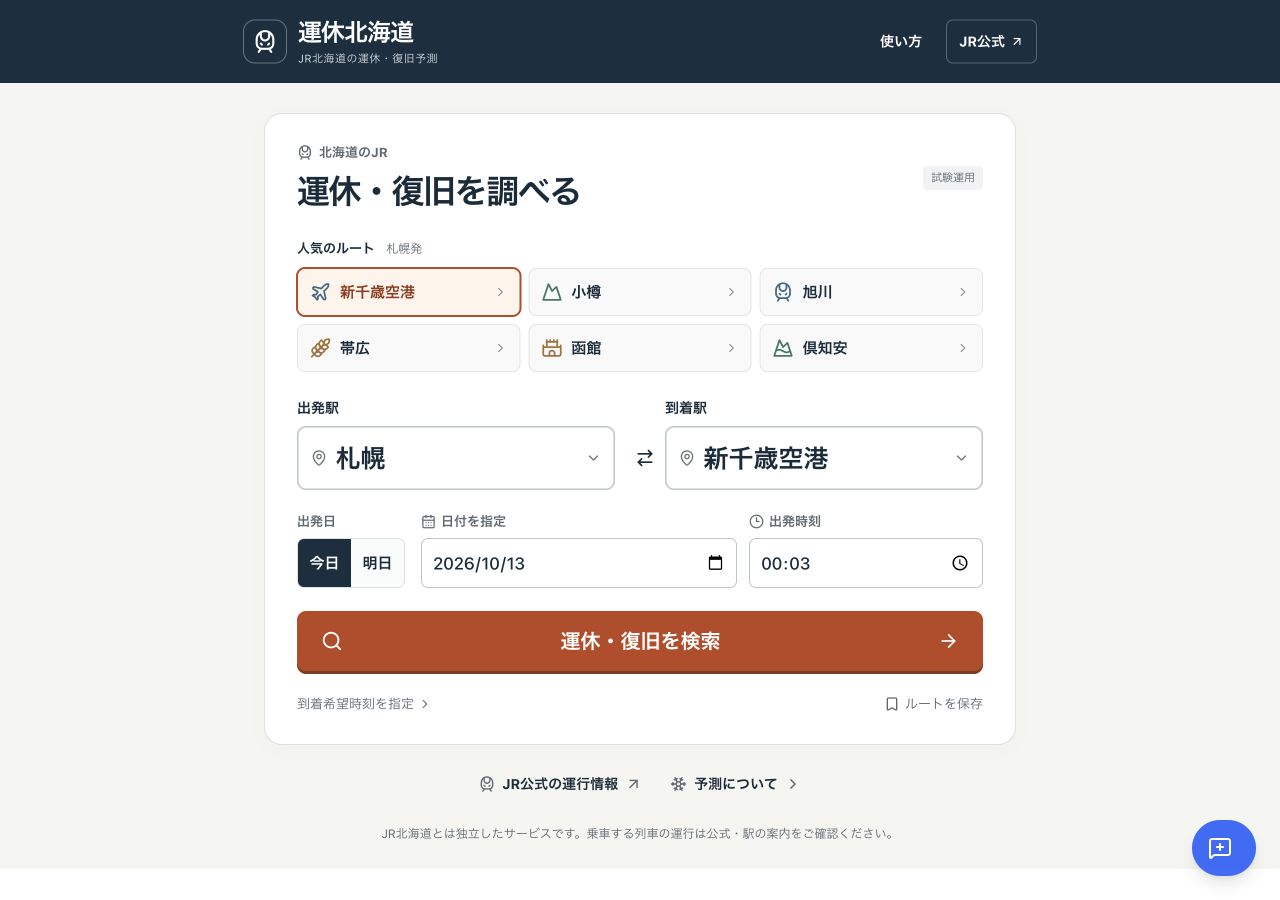 運休北海道
JR北海道の運休・復旧予測
使い方
JR公式
北海道のJR
運休・復旧を調べる
試験運用
人気のルート 札幌発
新千歳空港
小樽
旭川
帯広
函館
倶知安
出発駅
到着駅
札幌
新千歳空港
出発日
日付を指定
出発時刻
今日
明日
2026/10/13
00:03
運休・復旧を検索
到着希望時刻を指定
ルートを保存
JR公式の運行情報
予測について
JR北海道とは独立したサービスです。乗車する列車の運行は公式・駅の案内をご確認ください。